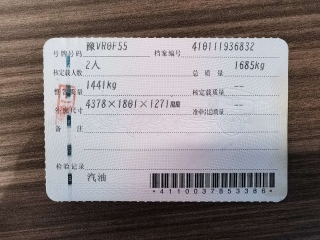 号牌号码 豫VR0F55 档案编号 410111936832
核定载人数 2人 总质量 1685kg
整备质量 1441kg 核定载质量 --
外廓尺寸 4378×1801×1271mm 准牵引总质量 --
备注
检验记录
汽油
*4110037853386*